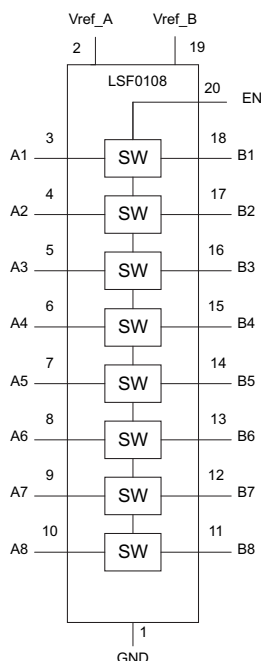 Vref_A Vref_B
2 19
LSF0108
20
EN
3 18
A1 SW B1
4 17
A2 SW B2
5 16
A3 SW B3
6 15
A4 SW B4
7 14
A5 SW B5
8 13
A6 SW B6
9 12
A7 SW B7
10 11
A8 SW B8
1
GND